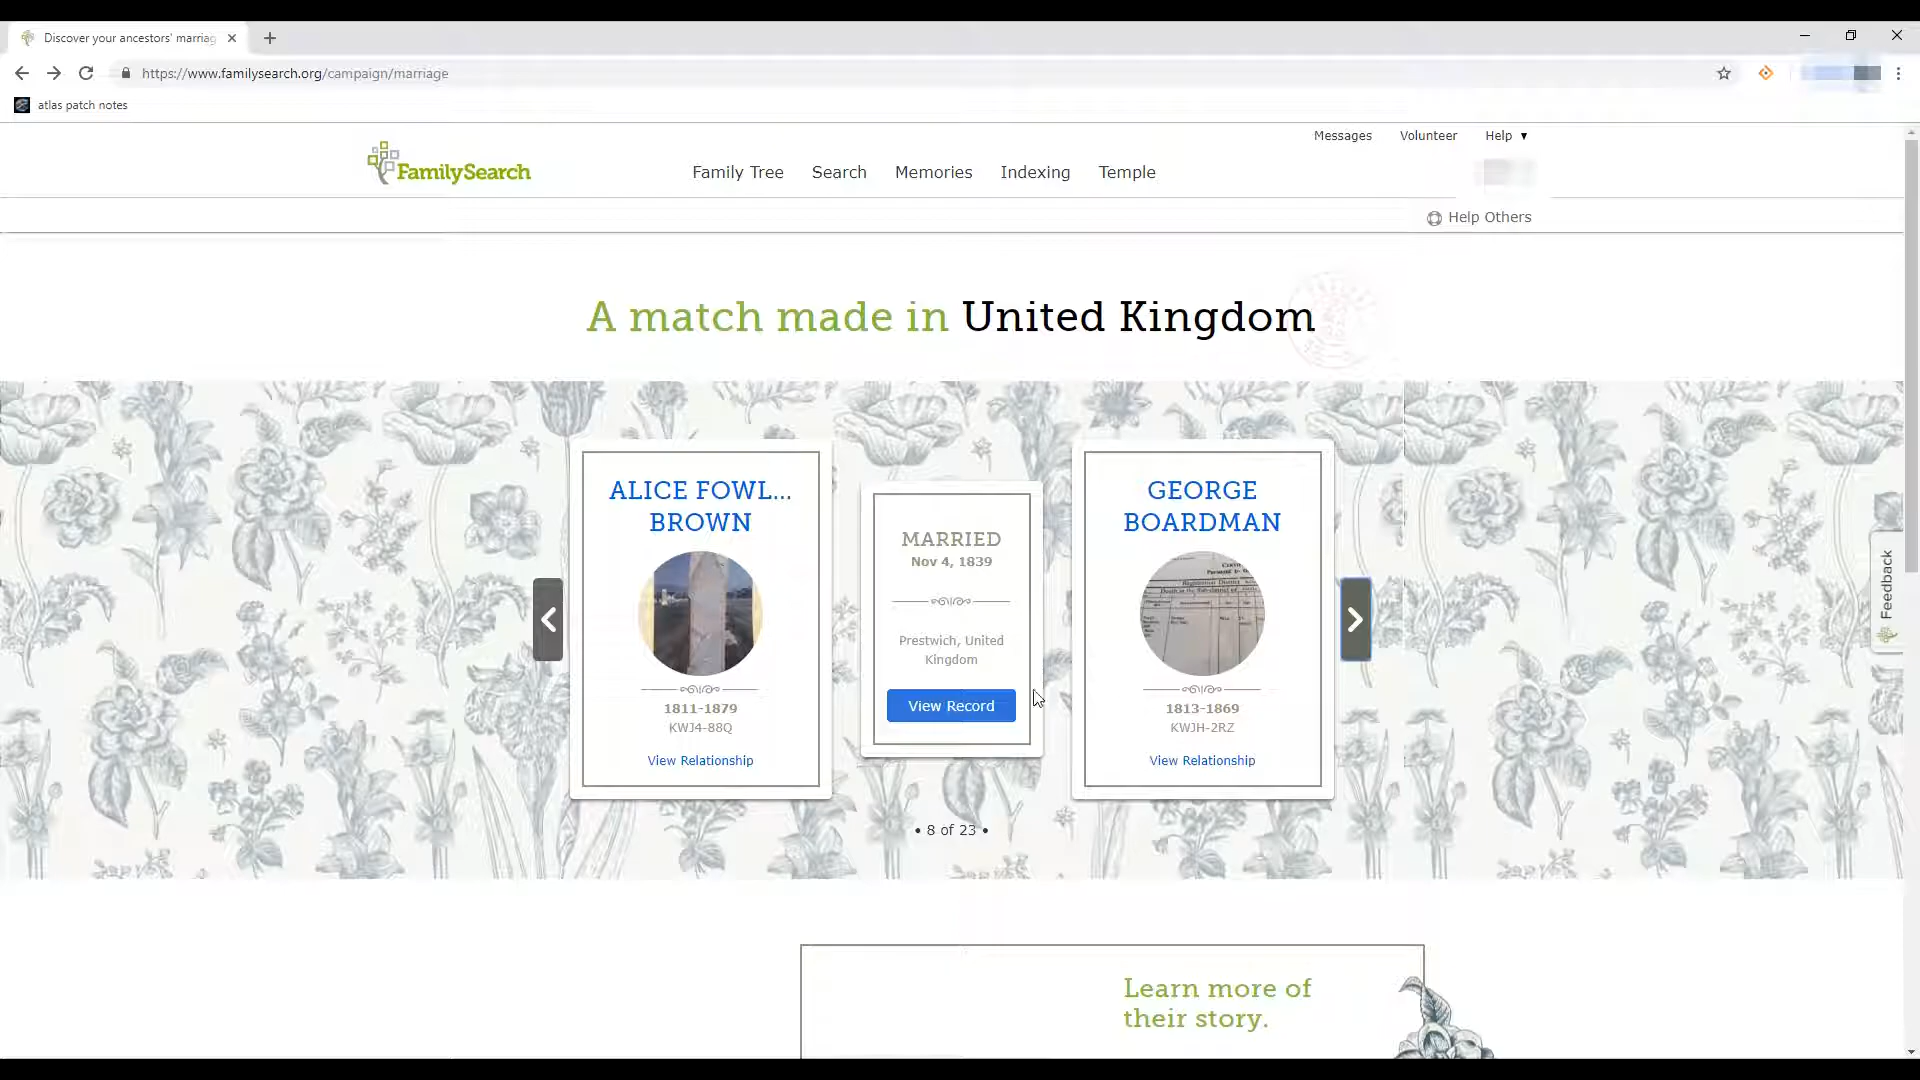 Discover your ancestors' marriag
https://www.familysearch.org/campaign/marriage
atlas patch notes
Messages Volunteer Help ▼
FamilySearch
Family Tree Search Memories Indexing Temple
Help Others
A match made in United Kingdom
ALICE FOWL...
BROWN
1811-1879
KWJ4-88Q
View Relationship
MARRIED
Nov 4, 1839
Prestwich, United
Kingdom
View Record
GEORGE
BOARDMAN
1813-1869
KWJH-2RZ
View Relationship
• 8 of 23 •
Feedback
Learn more of
their story.